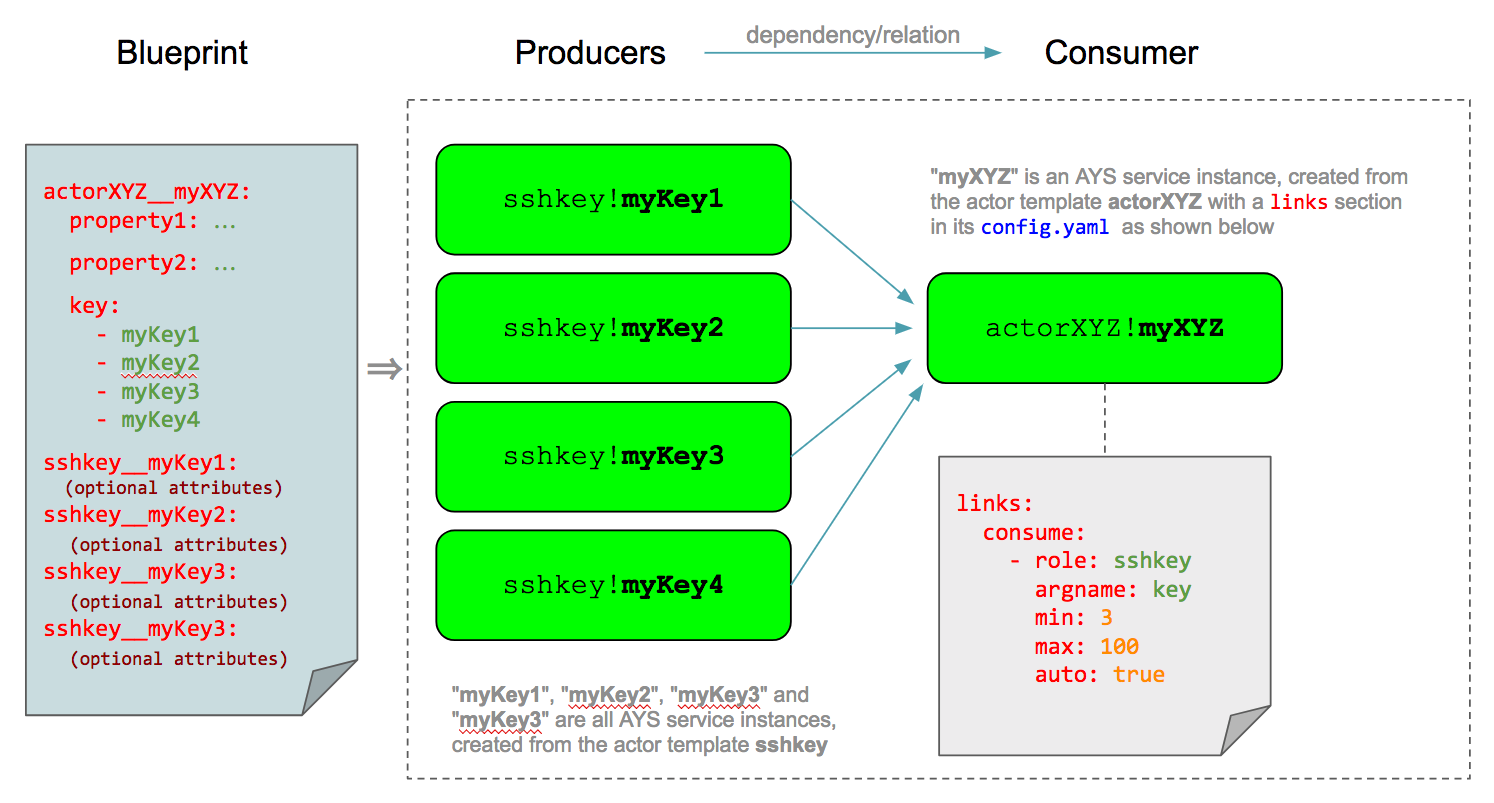 Blueprint
Producers
dependency/relation
Consumer
actorXYZ__myXYZ:
property1: ...
property2: ...
key:
- myKey1
- myKey2
- myKey3
- myKey4
sshkey__myKey1:
(optional attributes)
sshkey__myKey2:
(optional attributes)
sshkey__myKey3:
(optional attributes)
sshkey__myKey3:
(optional attributes)
⇒
sshkey!myKey1
sshkey!myKey2
sshkey!myKey3
sshkey!myKey4
"myKey1", "myKey2", "myKey3" and
"myKey3" are all AYS service instances,
created from the actor template sshkey
"myXYZ" is an AYS service instance, created from
the actor template actorXYZ with a links section
in its config.yaml as shown below
actorXYZ!myXYZ
links:
consume:
- role: sshkey
argname: key
min: 3
max: 100
auto: true